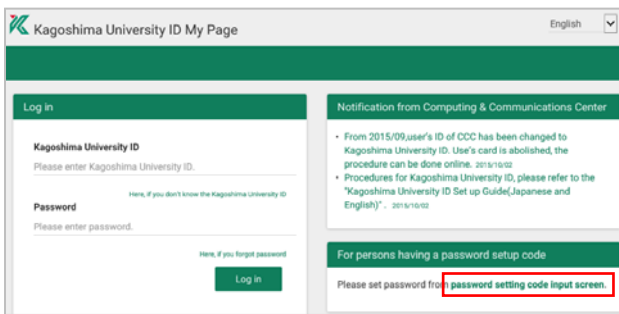 Kagoshima University ID My Page
English
Log in
Kagoshima University ID
Please enter Kagoshima University ID.
Here, if you don't know the Kagoshima University ID
Password
Please enter password.
Here, if you forgot password
Log in
Notification from Computing & Communications Center
• From 2015/09,user's ID of CCC has been changed to
Kagoshima University ID. Use's card is abolished, the
procedure can be done online. 2015/10/02
• Procedures for Kagoshima University ID, please refer to the
"Kagoshima University ID Set up Guide(Japanese and
English)" . 2015/10/02
For persons having a password setup code
Please set password from password setting code input screen.